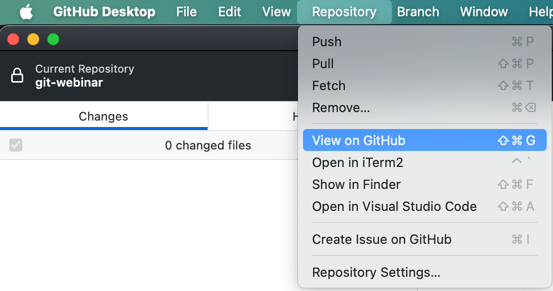 GitHub Desktop File Edit View Repository Branch Window Help
Current Repository
git-webinar
Changes H
0 changed files
Push ⌘ P
Pull ⇧ ⌘ P
Fetch ⇧ ⌘ T
Remove... ⌘ ⌫
View on GitHub ⇧ ⌘ G
Open in iTerm2 ⌃ `
Show in Finder ⇧ ⌘ F
Open in Visual Studio Code ⇧ ⌘ A
Create Issue on GitHub ⌘ I
Repository Settings...